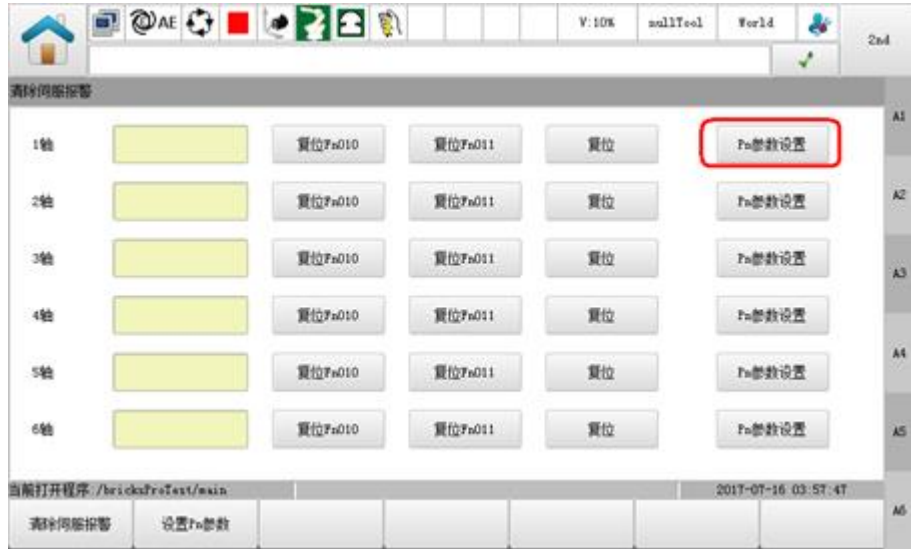 AE V:10% nullTool World 2nd
清除伺服报警
A1
1轴 复位Fn010 复位Fn011 复位 Pn参数设置
2轴 复位Fn010 复位Fn011 复位 Pn参数设置 A2
3轴 复位Fn010 复位Fn011 复位 Pn参数设置 A3
4轴 复位Fn010 复位Fn011 复位 Pn参数设置
A4
5轴 复位Fn010 复位Fn011 复位 Pn参数设置
6轴 复位Fn010 复位Fn011 复位 Pn参数设置 A5
当前打开程序:/bricksProTest/main 2017-07-16 03:57:47
清除伺服报警 设置Pn参数 A6